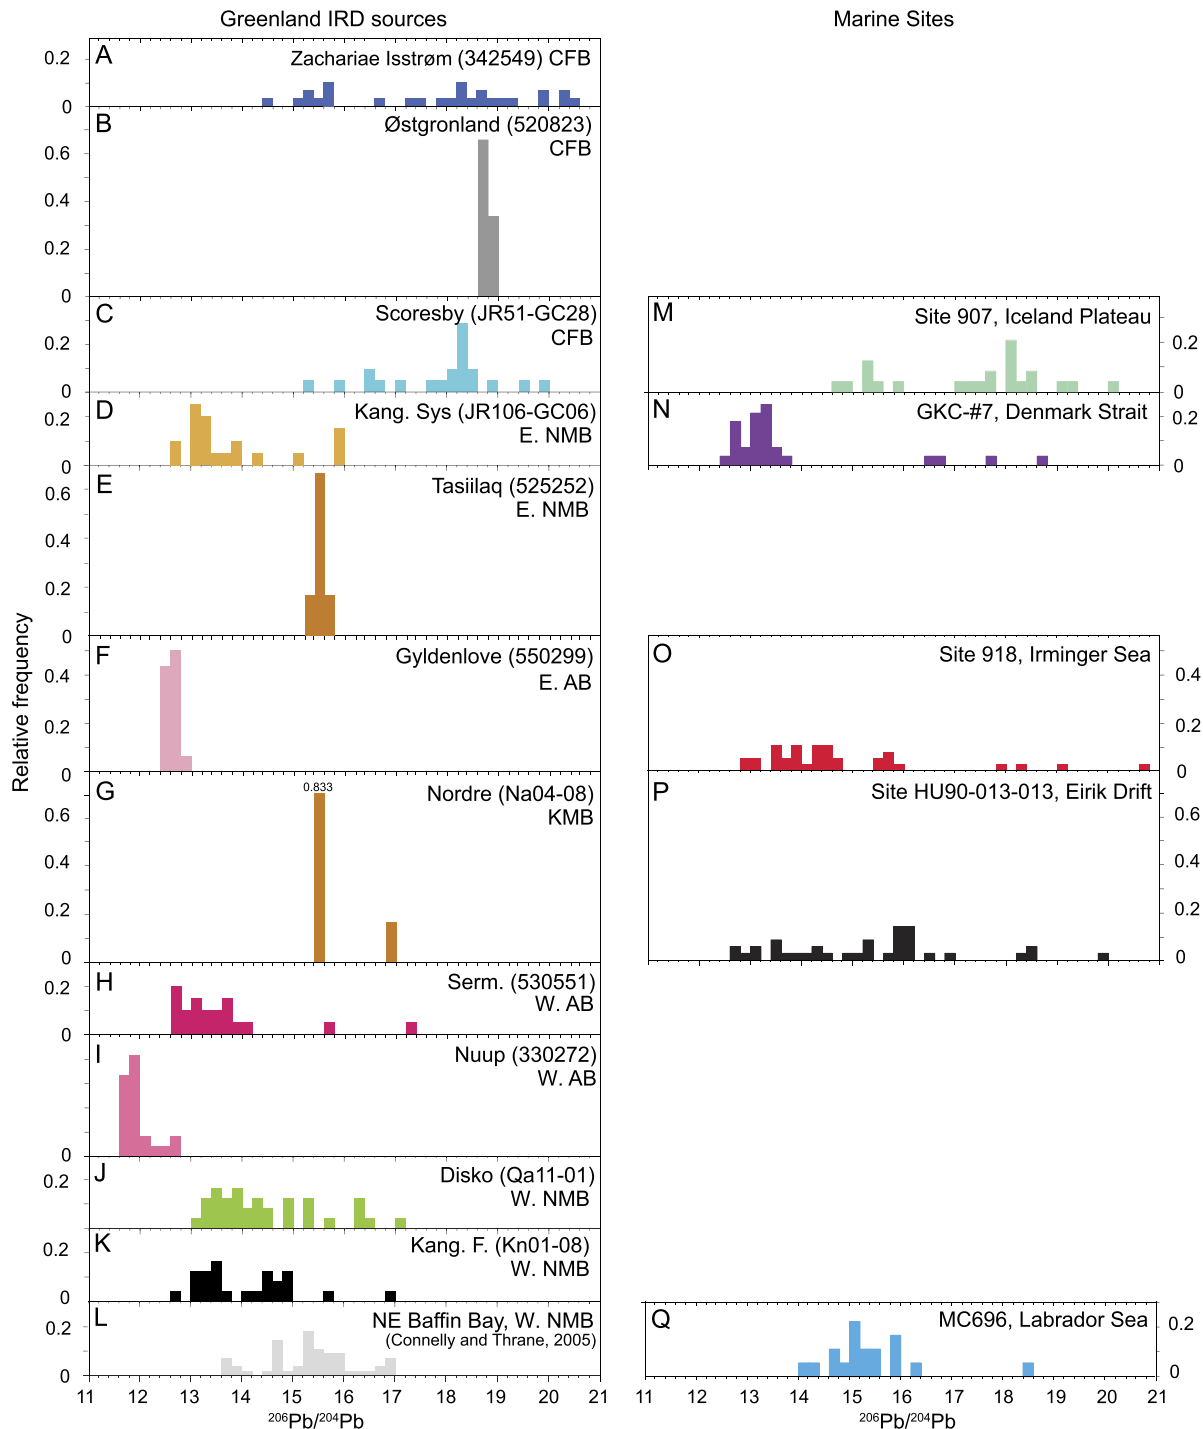 Greenland IRD sources
Marine Sites
Relative frequency
A
Zachariae Isstrøm (342549) CFB
0.2
0
B
Østgronland (520823)
CFB
0.6
0.4
0.2
0
C
Scoresby (JR51-GC28)
CFB
0.2
0
D
Kang. Sys (JR106-GC06)
E. NMB
0.2
0
E
Tasiilaq (525252)
E. NMB
0.6
0.4
0.2
0
F
Gyldenlove (550299)
E. AB
0.4
0.2
0
G
0.833
Nordre (Na04-08)
KMB
0.6
0.4
0.2
0
H
Serm. (530551)
W. AB
0.2
0
I
Nuup (330272)
W. AB
0
J
Disko (Qa11-01)
W. NMB
0.2
0
K
Kang. F. (Kn01-08)
W. NMB
0.2
0
L
NE Baffin Bay, W. NMB
(Connelly and Thrane, 2005)
0.2
0
11 12 13 14 15 16 17 18 19 20 21
206Pb/204Pb
M
Site 907, Iceland Plateau
0.2
0
N
GKC-#7, Denmark Strait
0.2
0
O
Site 918, Irminger Sea
0.4
0.2
0
P
Site HU90-013-013, Eirik Drift
0.6
0.4
0.2
0
Q
MC696, Labrador Sea
0.2
0
11 12 13 14 15 16 17 18 19 20 21
206Pb/204Pb